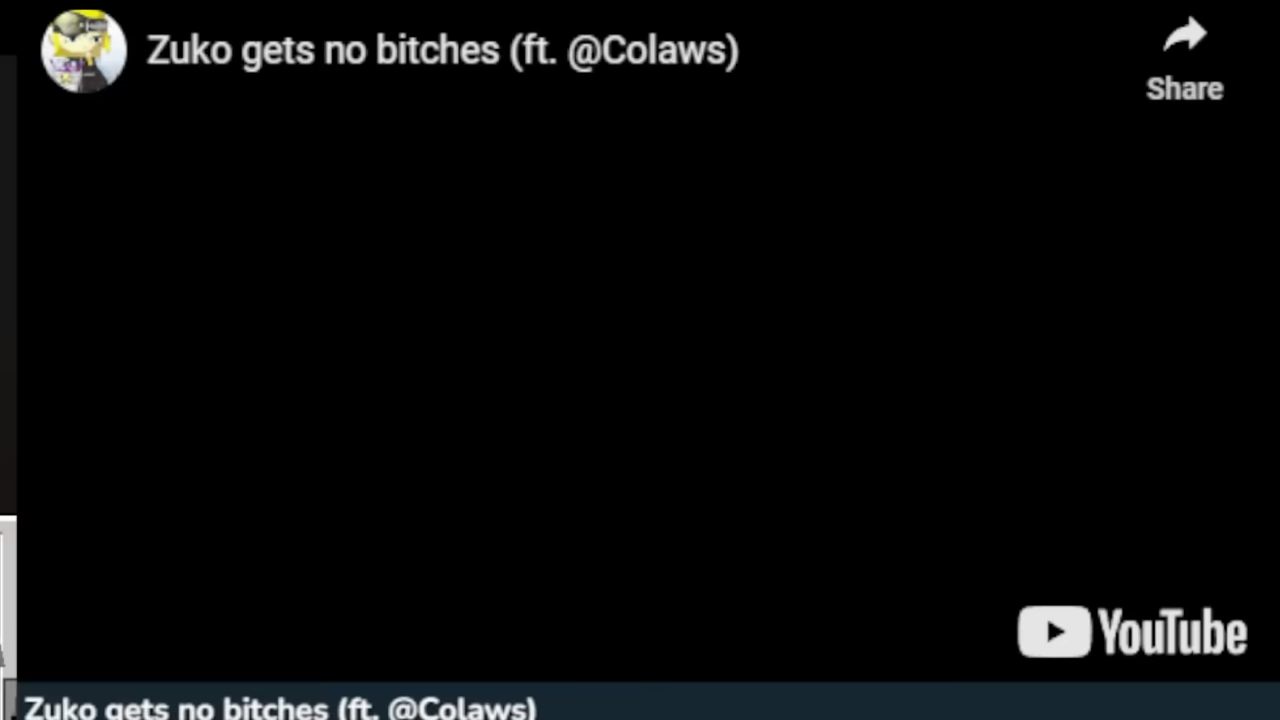 Zuko gets no bitches (ft. @Colaws)
Share
YouTube
Zuko gets no bitches (ft. @Colaws)